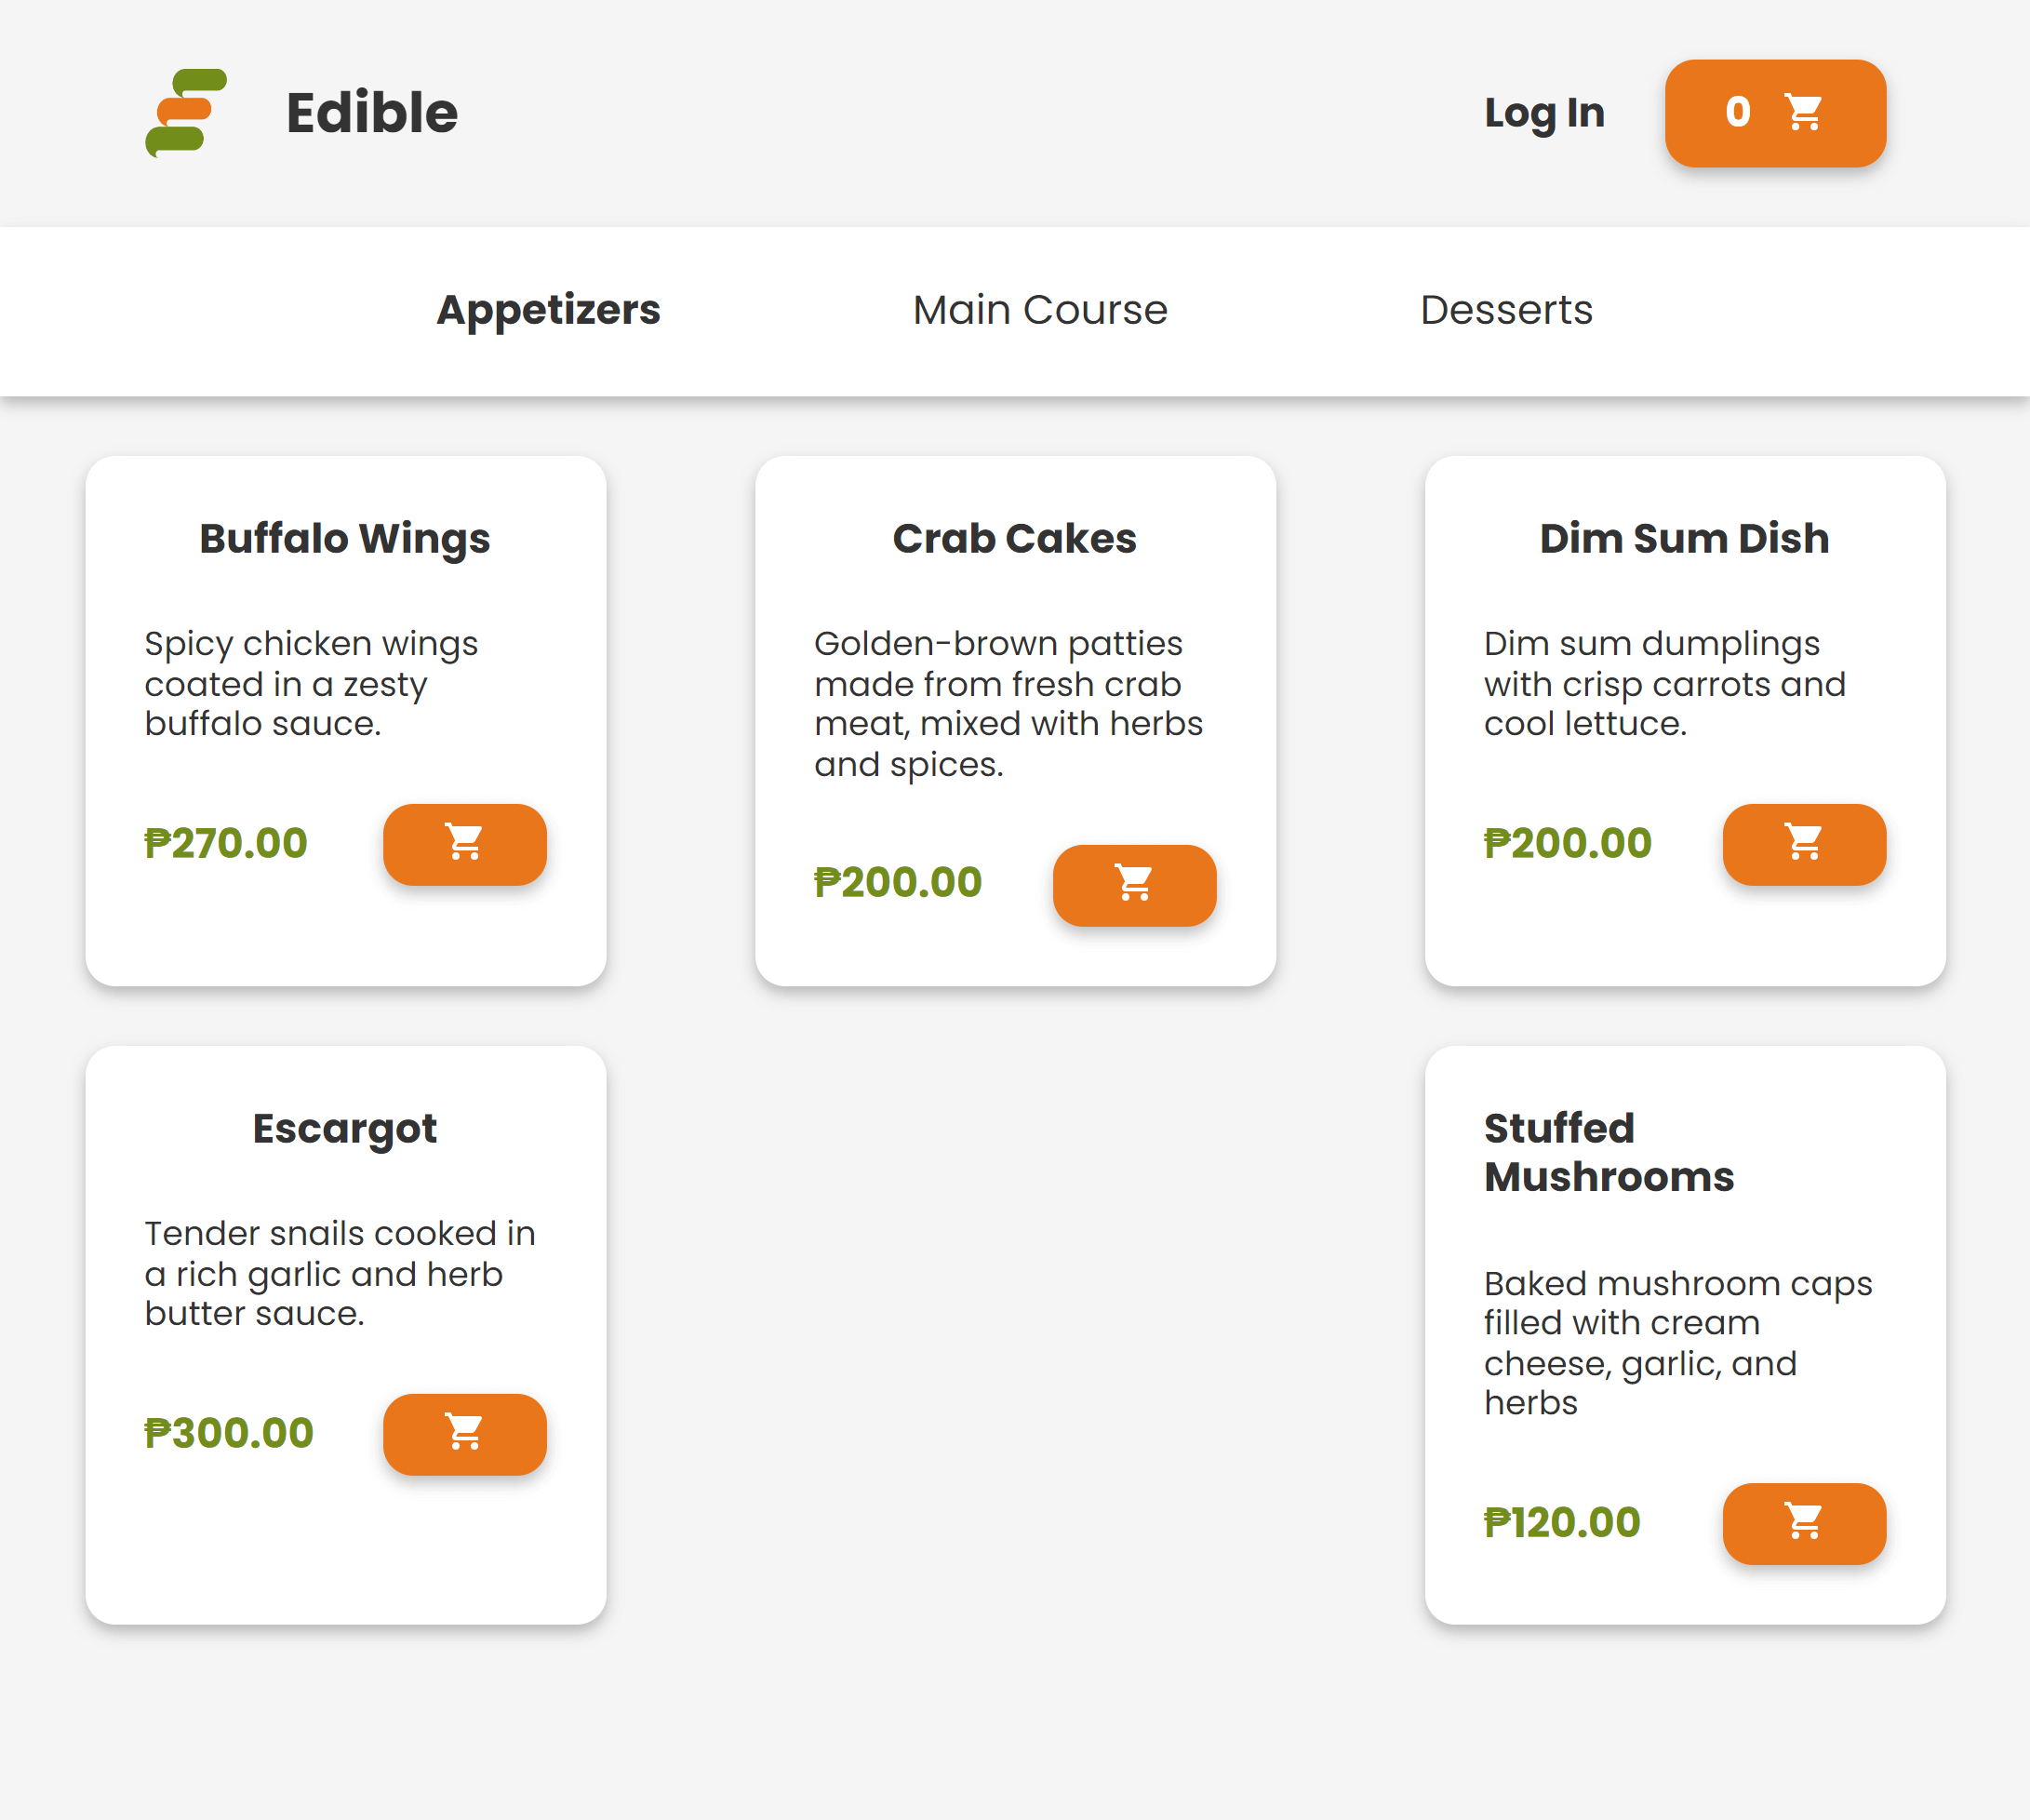 Edible
Log In
0
Appetizers
Main Course
Desserts
Buffalo Wings
Spicy chicken wings
coated in a zesty
buffalo sauce.
₱270.00
Crab Cakes
Golden-brown patties
made from fresh crab
meat, mixed with herbs
and spices.
₱200.00
Dim Sum Dish
Dim sum dumplings
with crisp carrots and
cool lettuce.
₱200.00
Escargot
Tender snails cooked in
a rich garlic and herb
butter sauce.
₱300.00
Stuffed
Mushrooms
Baked mushroom caps
filled with cream
cheese, garlic, and
herbs
₱120.00